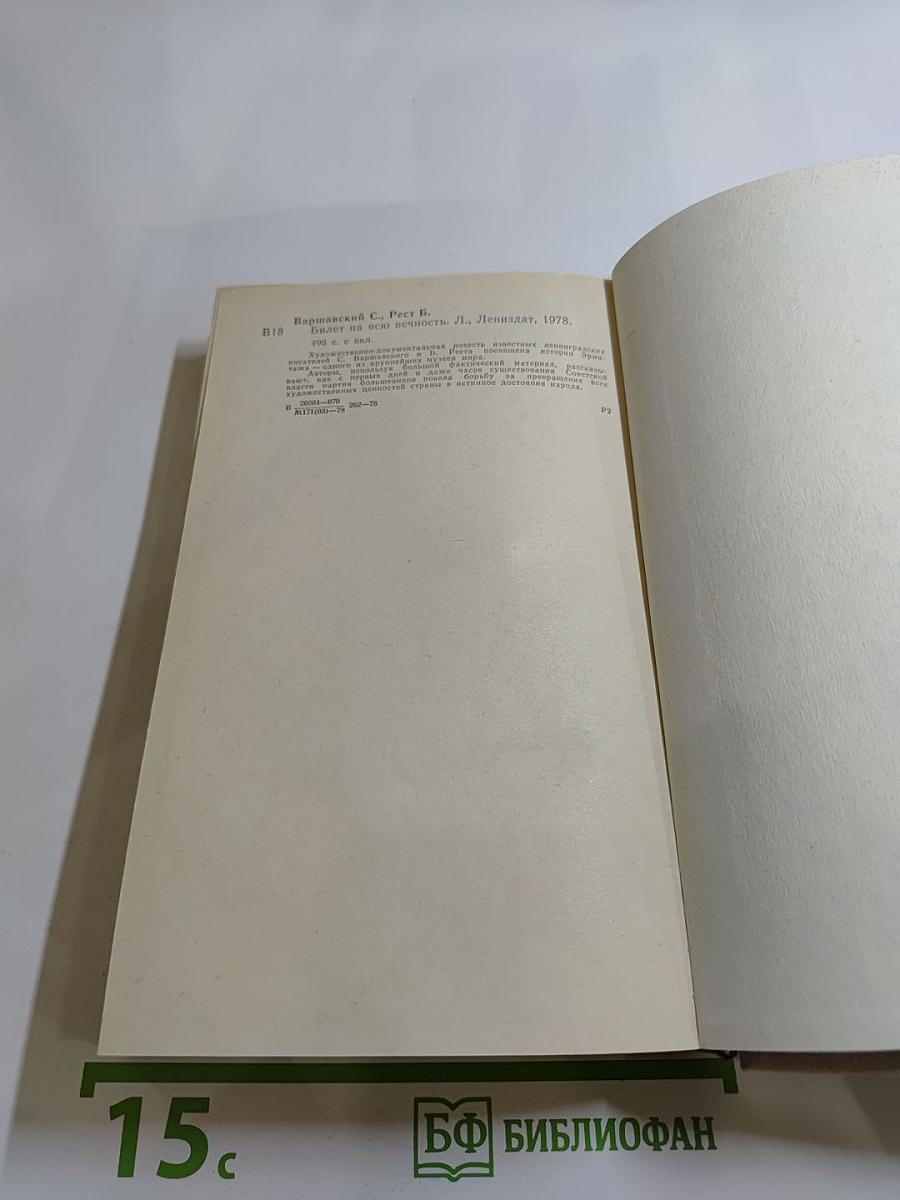 Варшавский С., Рест Б.
В18 Билет на всю вечность. Л., Лениздат, 1978.
496 с. с вкл.
Художественно-документальная повесть известных ленинградских
писателей С. Варшавского и Б. Реста посвящена истории Эрми-
тажа — одного из крупнейших музеев мира.
Авторы, используя большой фактический материал, рассказы-
вают, как с первых дней и даже часов существования Советской
власти партия большевиков повела борьбу за превращение всех
художественных ценностей страны в истинное достояние народа.
В 20904—070
М171(03)—78 262—78
Р2
15 с
БФ БИБЛИОФАН